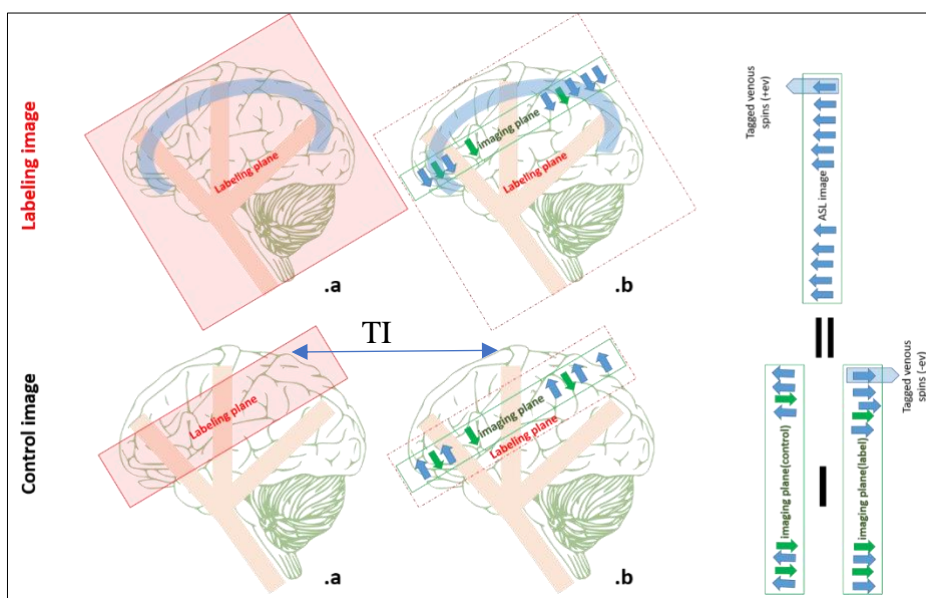 Labeling image
Labeling plane
.a
imaging plane
Labeling plane
.b
Control image
Labeling plane
.a
TI
imaging plane
Labeling plane
.b
Tagged venous
spins (+ev)
ASL image
imaging plane(control)
imaging plane(label)
Tagged venous
spins (-ev)